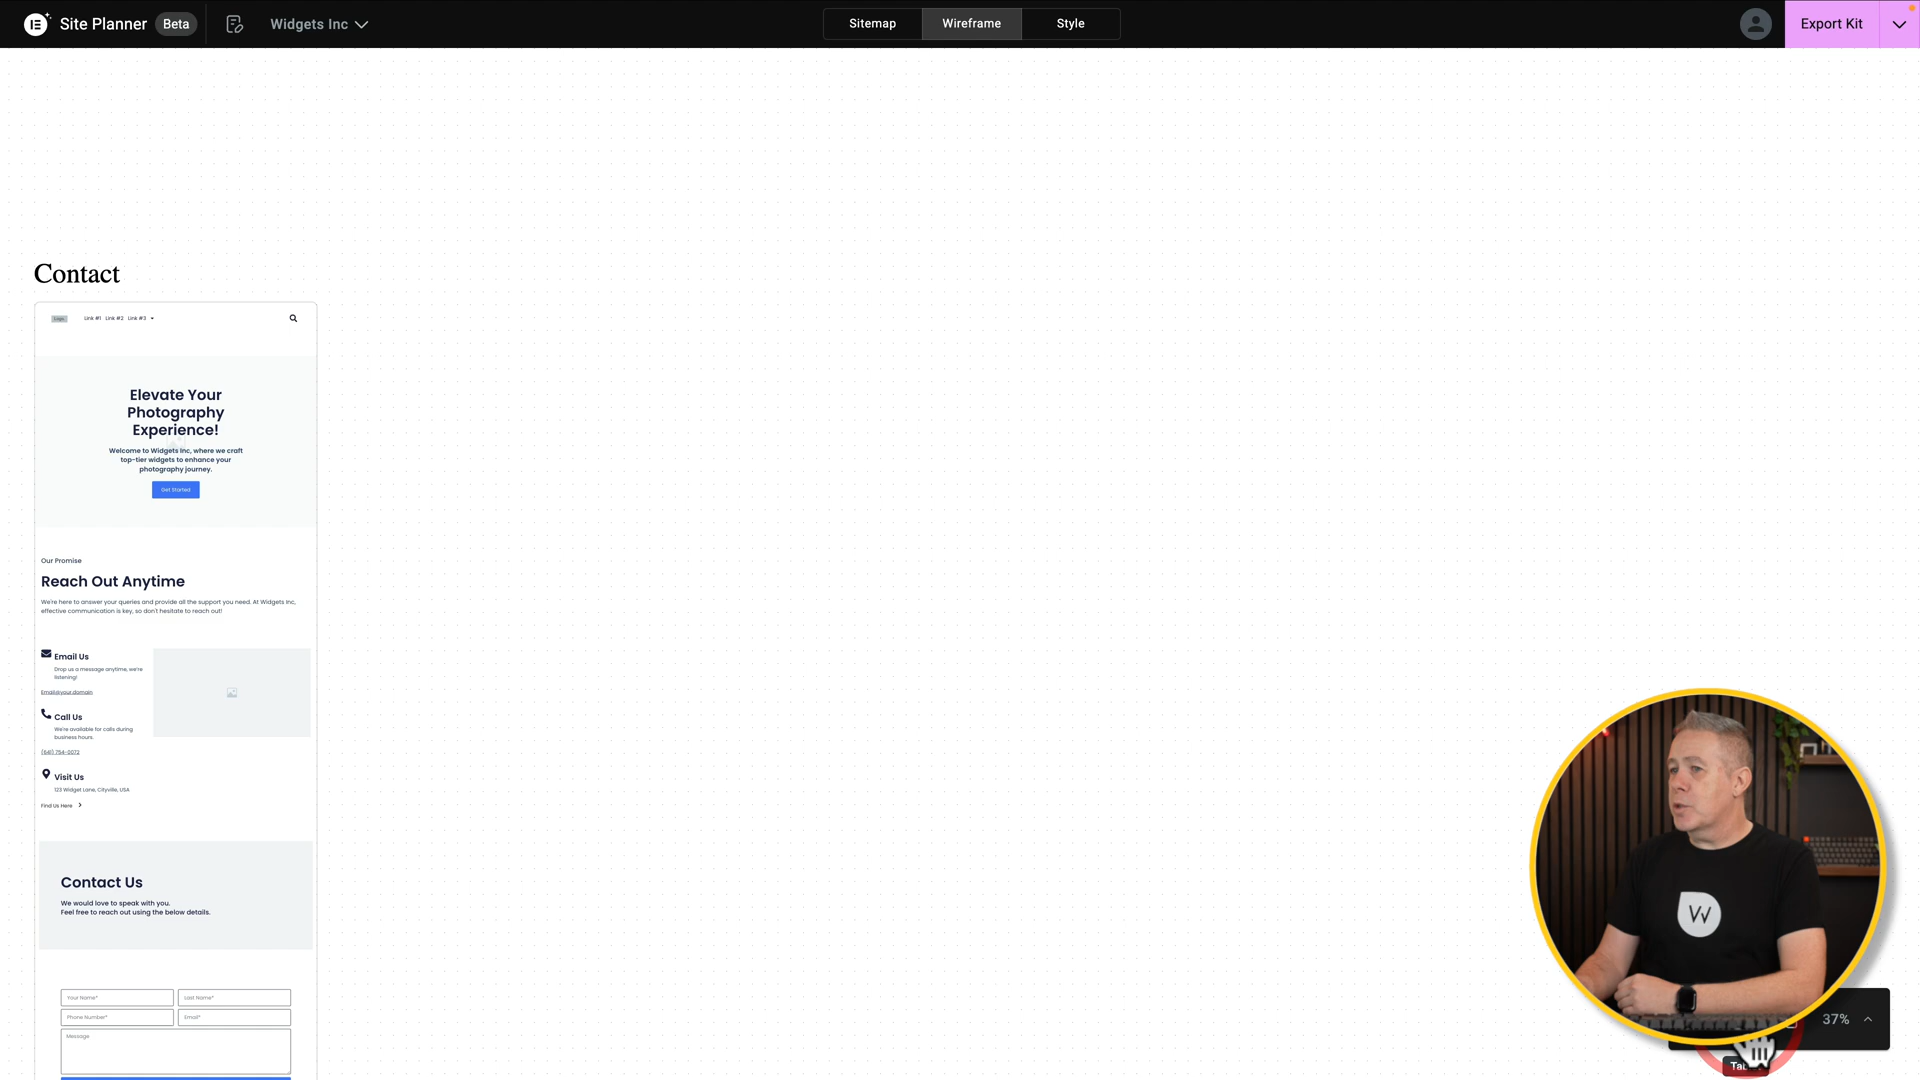 Site Planner Beta Widgets Inc Sitemap Wireframe Style Export Kit
Contact
Link #1 Link #2 Link #3
Elevate Your
Photography
Experience!
Welcome to Widgets Inc, where we craft
top-tier widgets to enhance your
photography journey.
Get Started
Our Promise
Reach Out Anytime
We're here to answer your queries and provide all the support you need. At Widgets Inc,
effective communication is key, so don't hesitate to reach out!
Email Us
Drop us a message anytime, we're
listening!
Email@your.domain
Call Us
We're available for calls during
business hours.
(641) 754-0072
Visit Us
123 Widget Lane, Cityville, USA
Find Us Here
Contact Us
We would love to speak with you.
Feel free to reach out using the below details.
Your Name* Last Name*
Phone Number* Email*
Message
W
37%